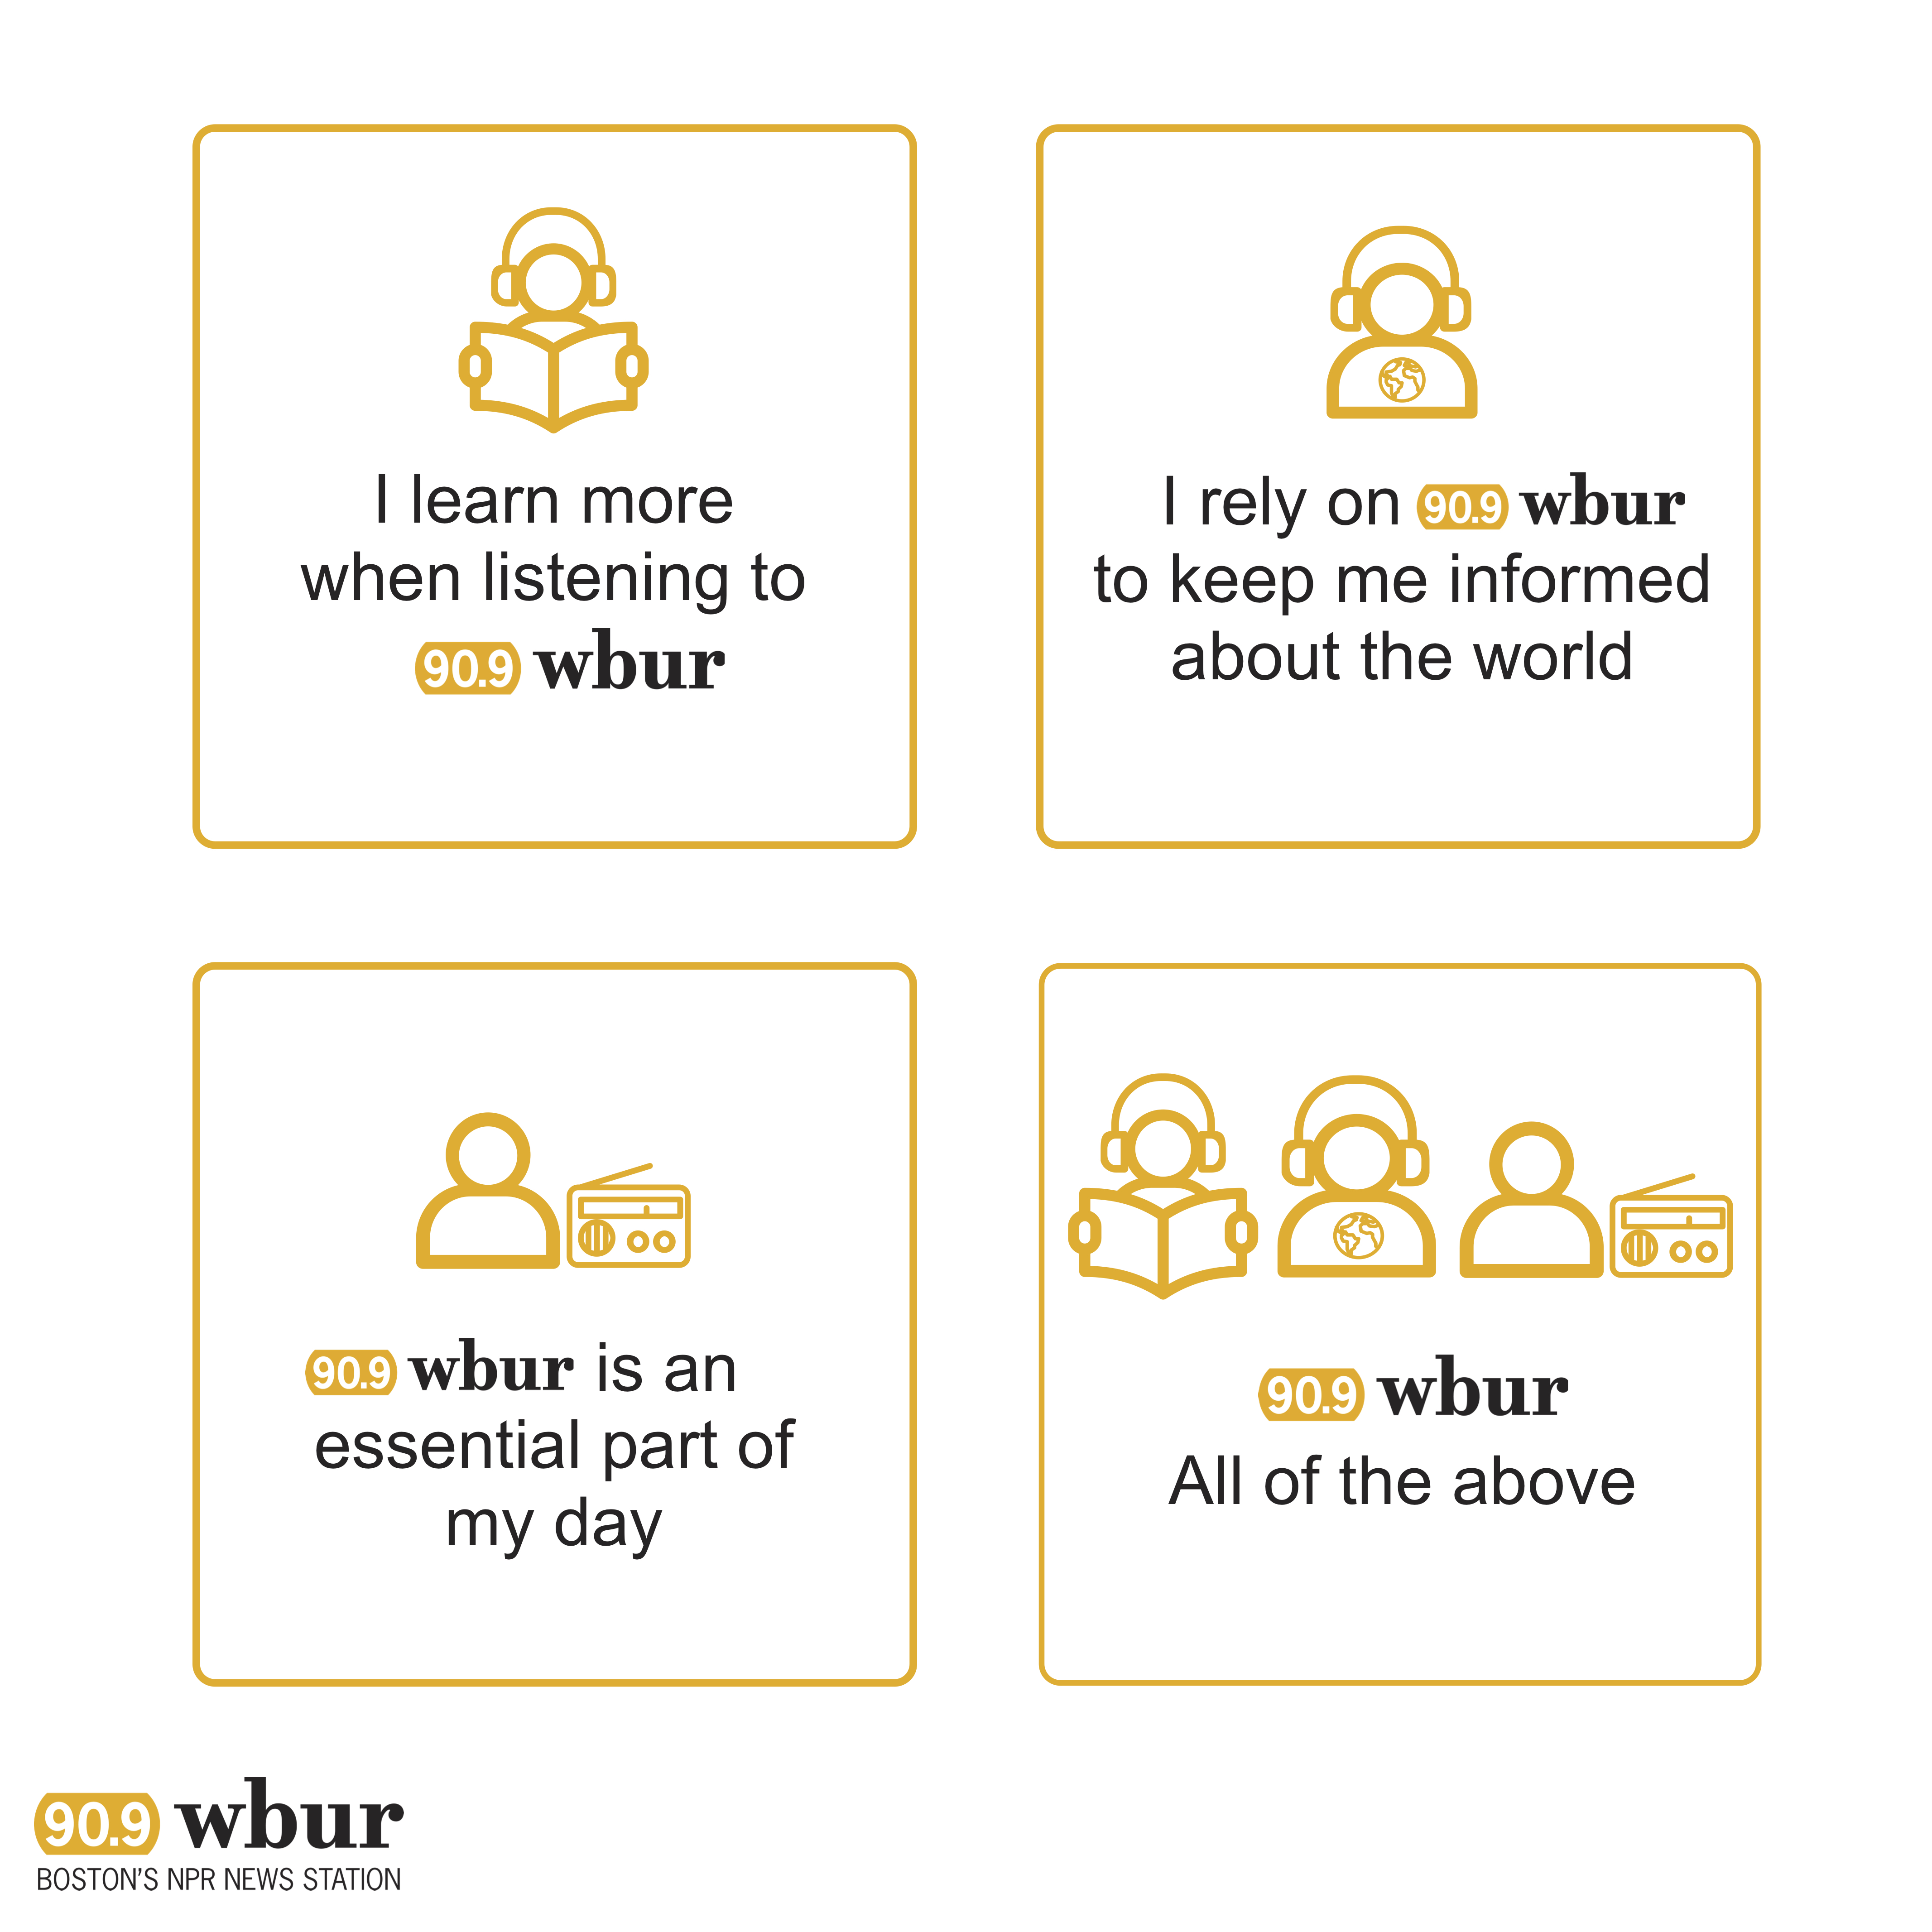 I learn more
when listening to
90.9 wbur
I rely on 90.9 wbur
to keep me informed
about the world
90.9 wbur is an
essential part of
my day
90.9 wbur
All of the above
90.9 wbur
BOSTON'S NPR NEWS STATION